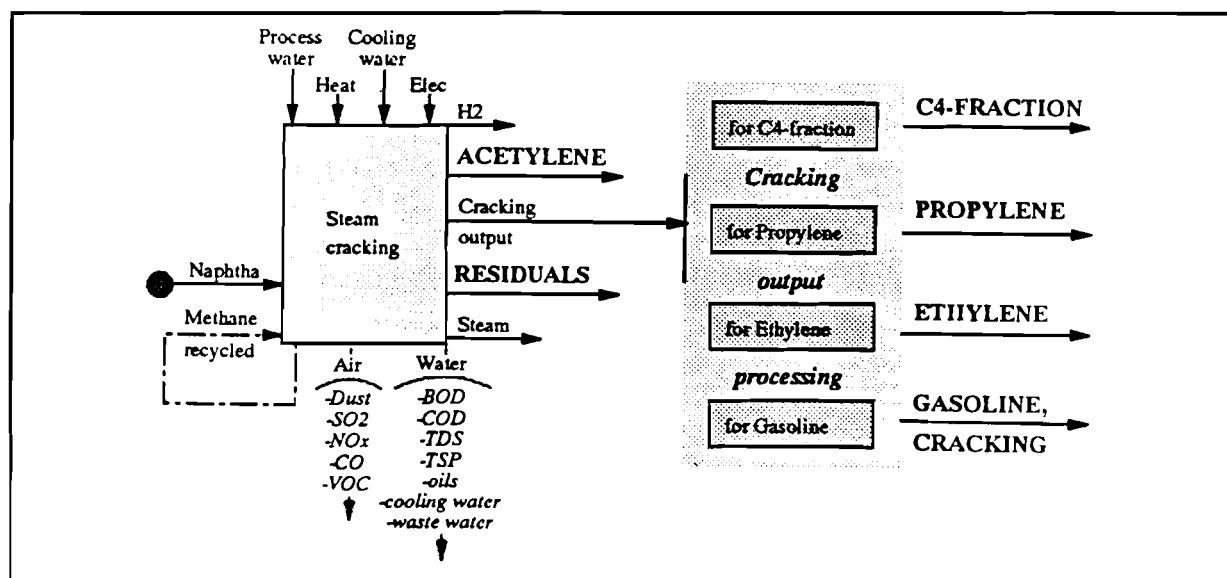 Process
water
Cooling
water
Heat
Elec
H2
ACETYLENE
Steam
cracking
Cracking
output
RESIDUALS
Steam
Naphtha
Methane
recycled
Air
-Dust
-SO2
-NOx
-CO
-VOC
Water
-BOD
-COD
-TDS
-TSP
-oils
-cooling water
-waste water
for C4-fraction
Cracking
for Propylene
output
for Ethylene
processing
for Gasoline
C4-FRACTION
PROPYLENE
ETHYLENE
GASOLINE,
CRACKING